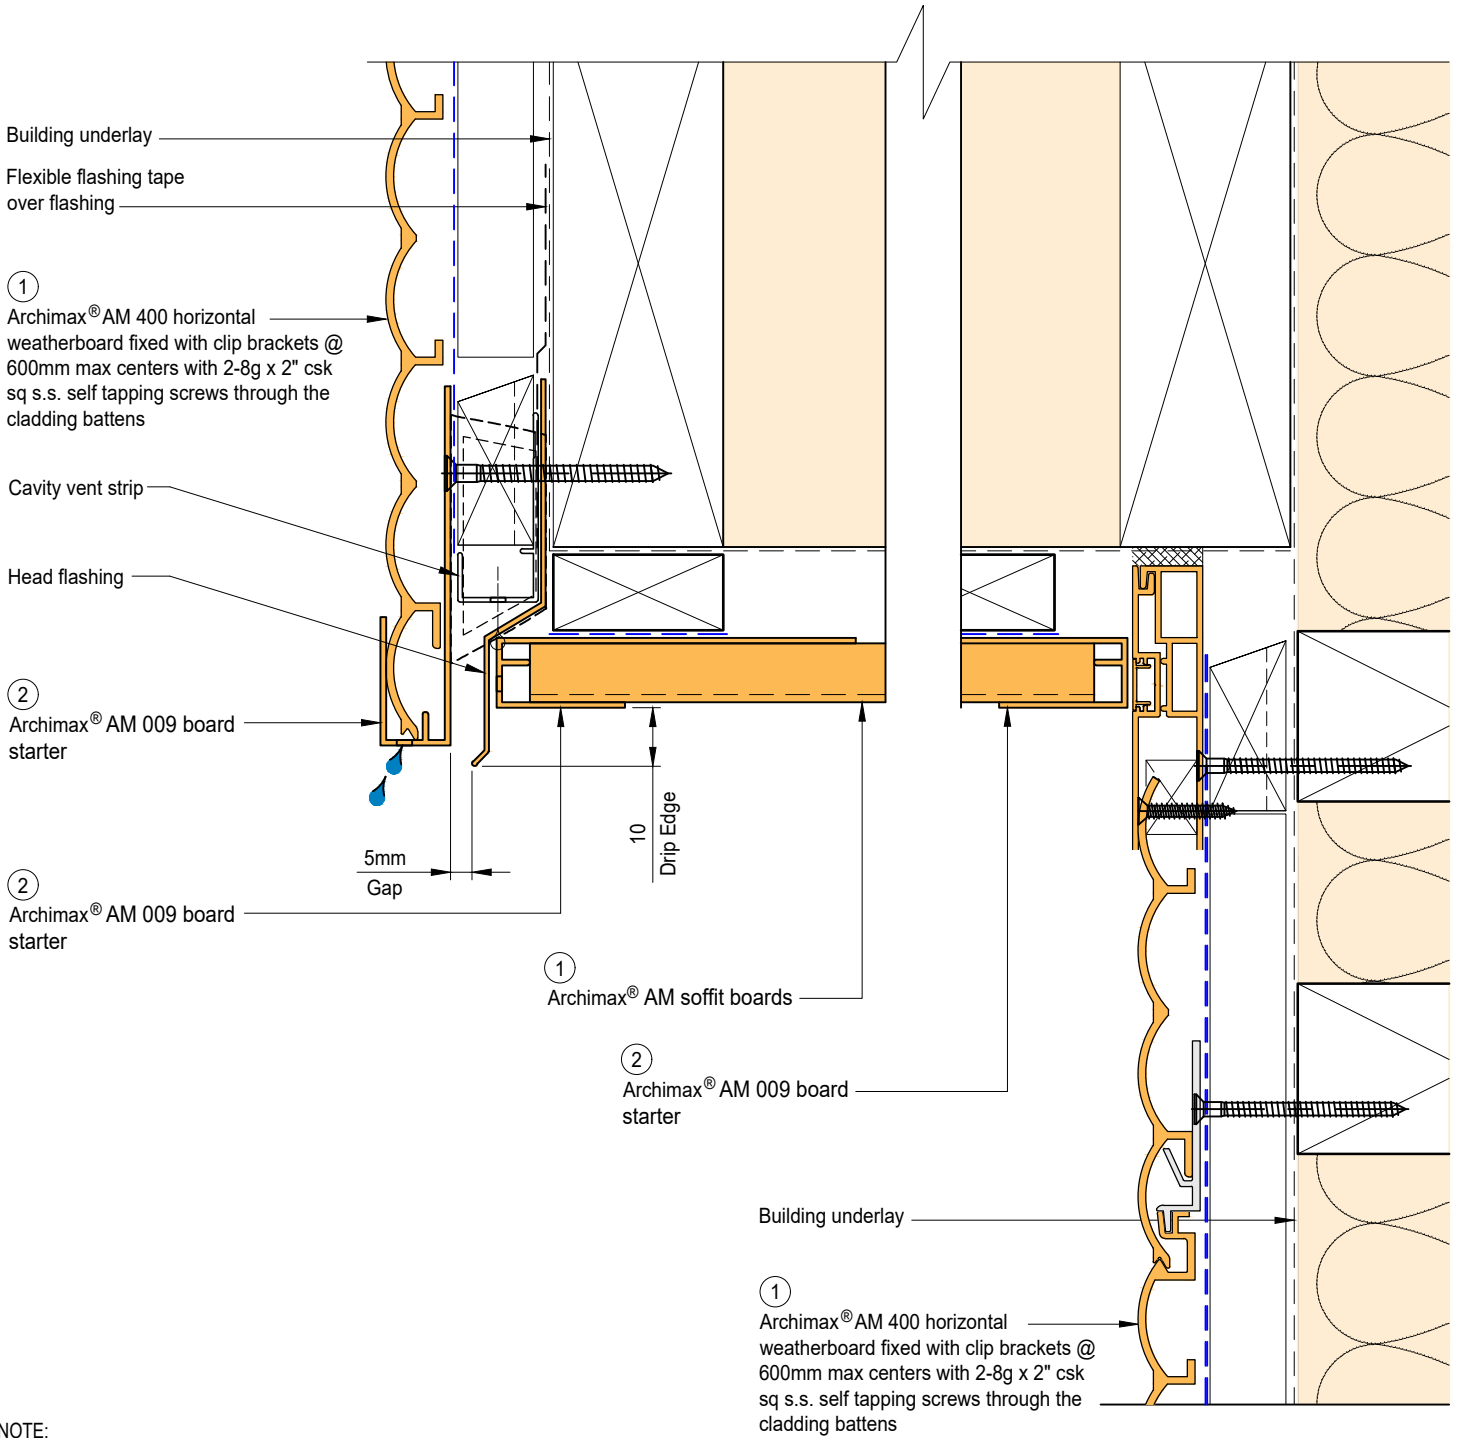 Building underlay
Flexible flashing tape
over flashing
1
Archimax® AM 400 horizontal
weatherboard fixed with clip brackets @
600mm max centers with 2-8g x 2" csk
sq s.s. self tapping screws through the
cladding battens
Cavity vent strip
Head flashing
2
Archimax® AM 009 board
starter
10
Drip Edge
5mm
Gap
2
Archimax® AM 009 board
starter
1
Archimax® AM soffit boards
2
Archimax® AM 009 board
starter
Building underlay
1
Archimax® AM 400 horizontal
weatherboard fixed with clip brackets @
600mm max centers with 2-8g x 2" csk
sq s.s. self tapping screws through the
cladding battens
NOTE: